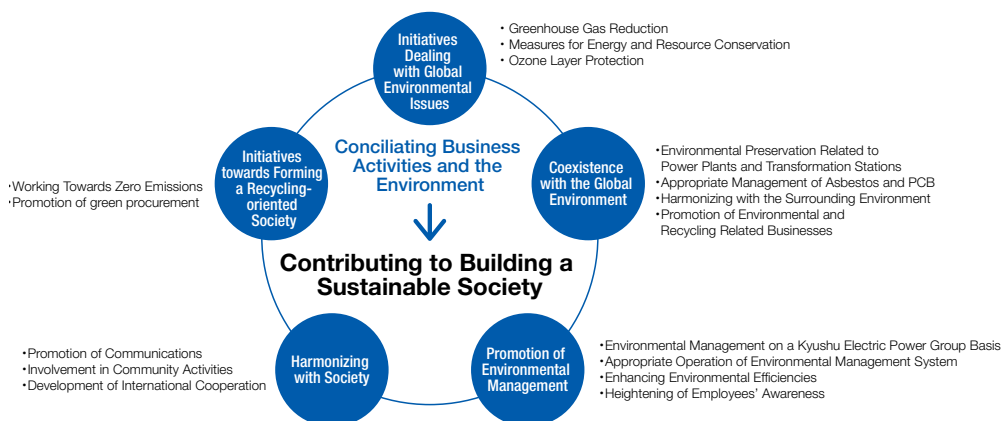 Initiatives
Dealing
with Global
Environmental
Issues
• Greenhouse Gas Reduction
• Measures for Energy and Resource Conservation
• Ozone Layer Protection
Conciliating Business
Activities and the
Environment
Initiatives
towards Forming
a Recycling-
oriented
Society
•Working Towards Zero Emissions
•Promotion of green procurement
Coexistence
with the Global
Environment
•Environmental Preservation Related to
Power Plants and Transformation Stations
•Appropriate Management of Asbestos and PCB
•Harmonizing with the Surrounding Environment
•Promotion of Environmental and
Recycling Related Businesses
Contributing to Building a
Sustainable Society
•Promotion of Communications
•Involvement in Community Activities
•Development of International Cooperation
Harmonizing
with Society
Promotion of
Environmental
Management
•Environmental Management on a Kyushu Electric Power Group Basis
•Appropriate Operation of Environmental Management System
•Enhancing Environmental Efficiencies
•Heightening of Employees' Awareness